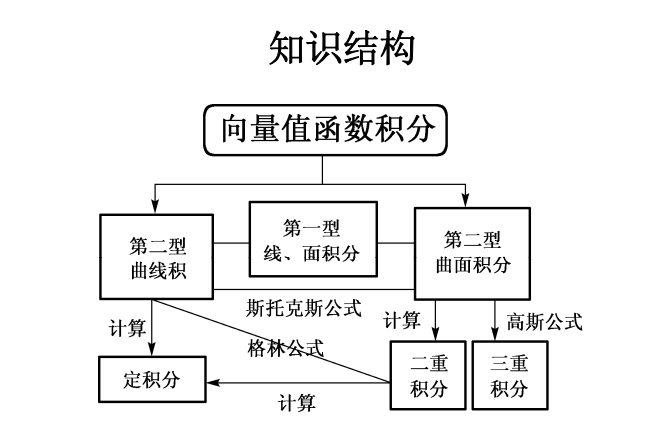 知识结构
向量值函数积分
第二型
曲线积
第一型
线、面积分
第二型
曲面积分
斯托克斯公式
计算
计算
高斯公式
格林公式
定积分
二重
积分
三重
积分
计算